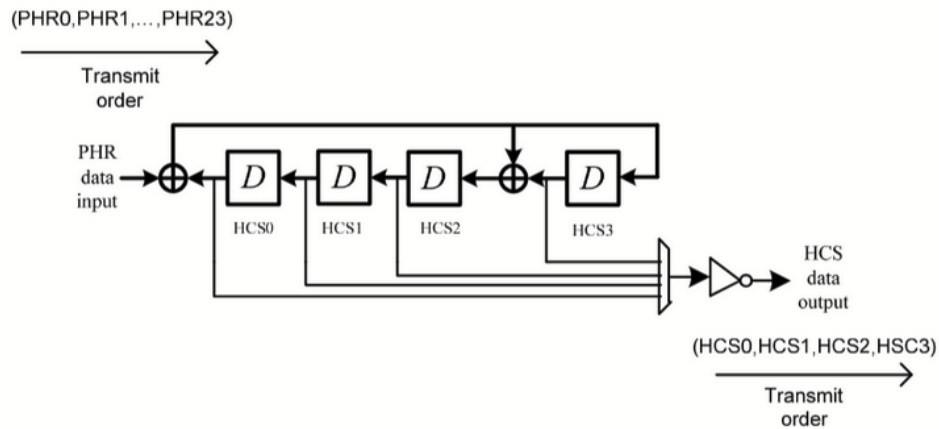 (PHR0,PHR1,...,PHR23)
Transmit
order
PHR
data
input
D
D
D
D
HCS0
HCS1
HCS2
HCS3
HCS
data
output
(HCS0,HCS1,HCS2,HSC3)
Transmit
order